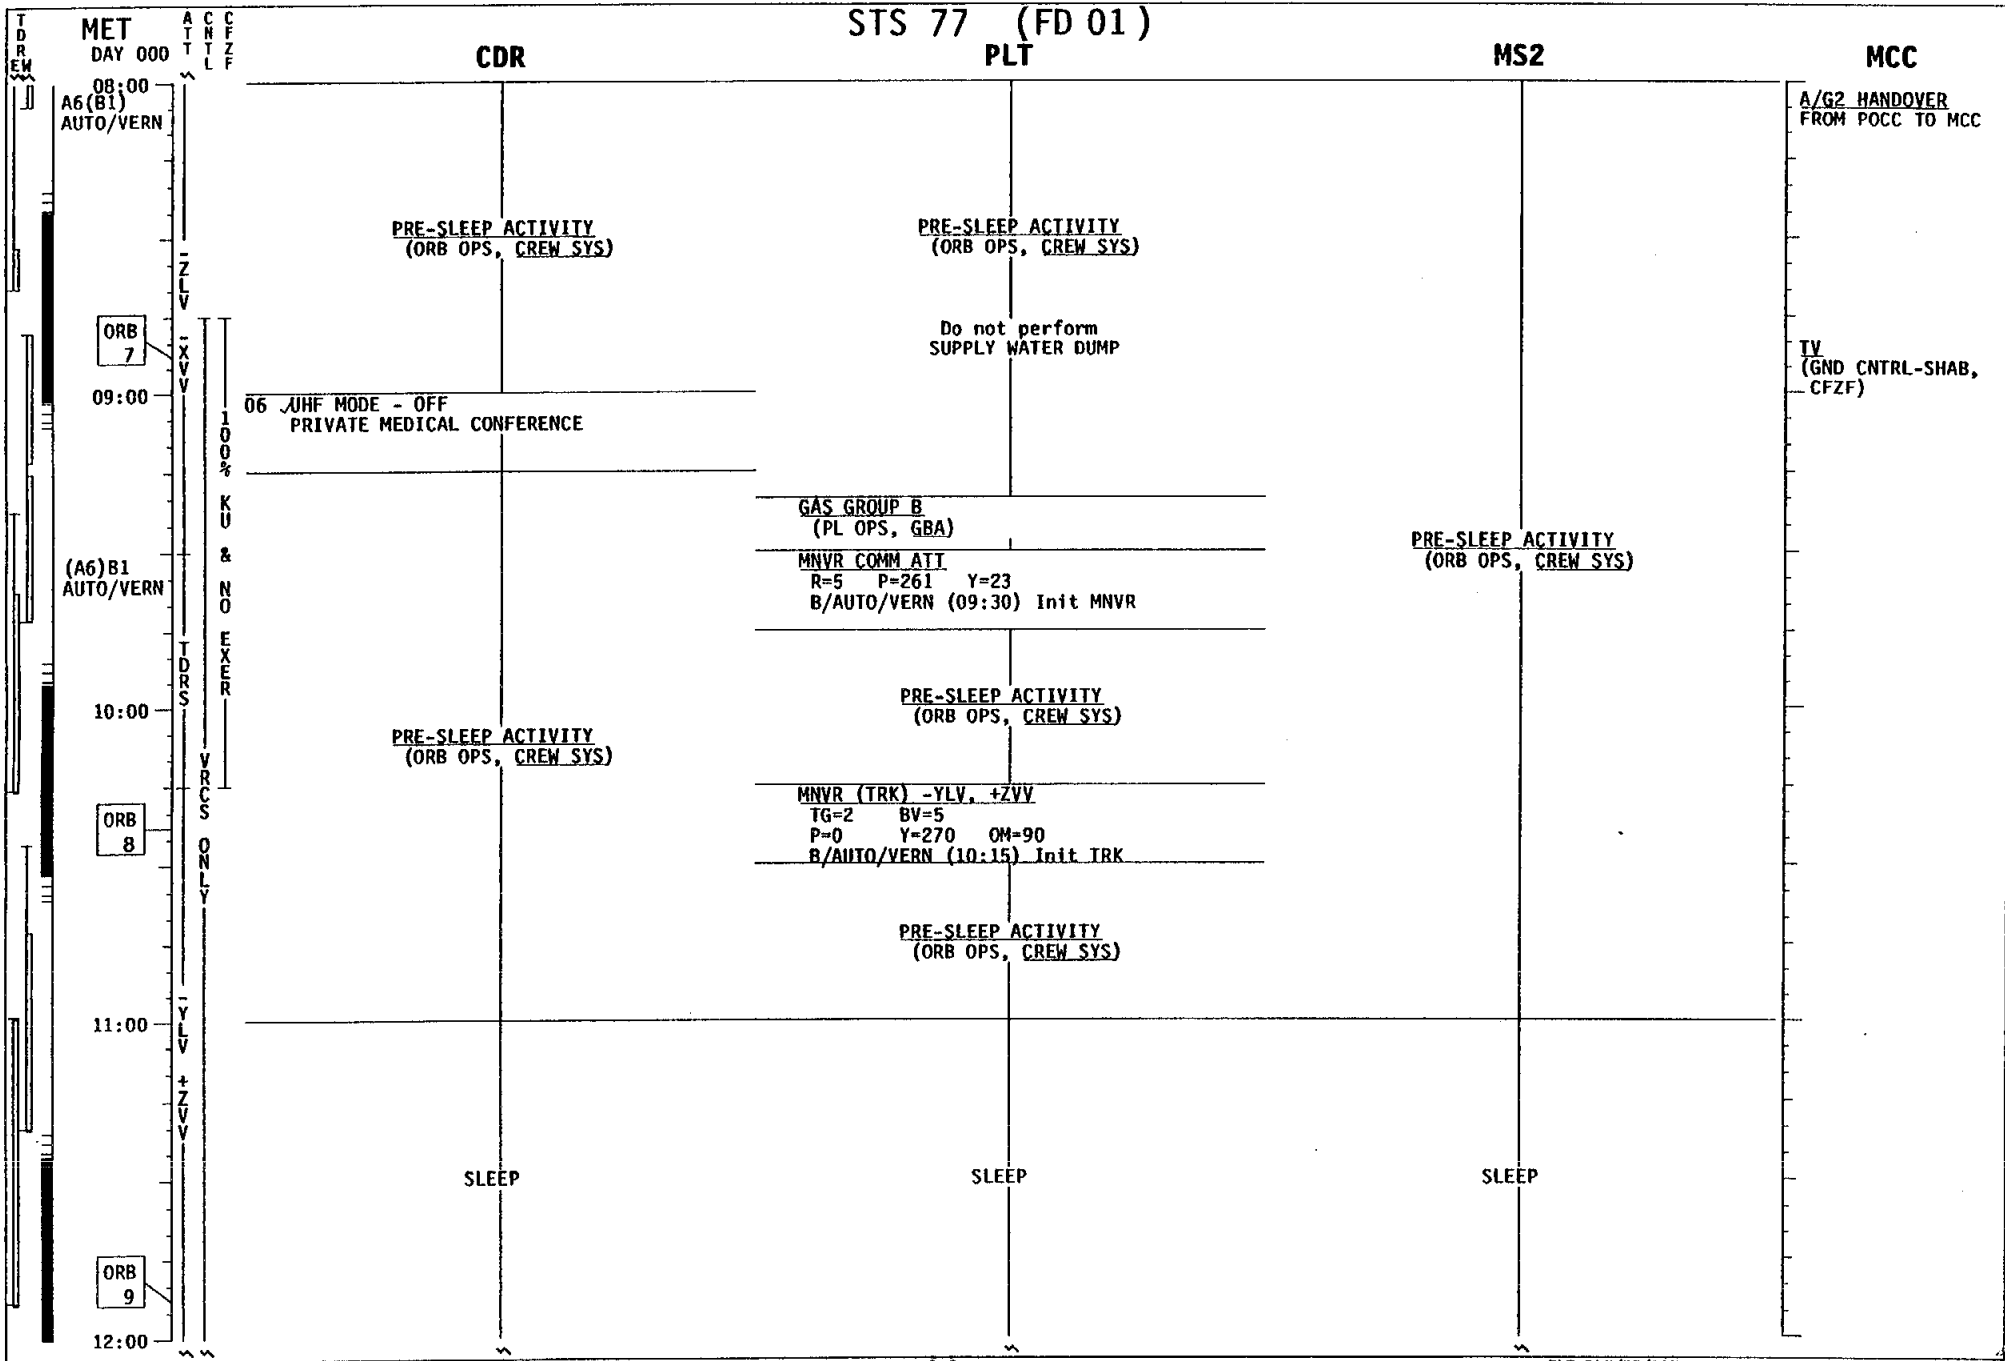 STS 77 (FD 01)
TDRS
E W
MET
DAY 000
ATT
CNTL
CFZF
CDR
PLT
MS2
MCC
08:00
A6(B1)
AUTO/VERN
A/G2 HANDOVER
FROM POCC TO MCC
PRE-SLEEP ACTIVITY
(ORB OPS, CREW SYS)
PRE-SLEEP ACTIVITY
(ORB OPS, CREW SYS)
-ZLV -XVV
ORB
7
Do not perform
SUPPLY WATER DUMP
TV
(GND CNTRL-SHAB,
CFZF)
09:00
06 √UHF MODE - OFF
PRIVATE MEDICAL CONFERENCE
100% KU & NO EXER
GAS GROUP B
(PL OPS, GBA)
(A6)B1
AUTO/VERN
MNVR COMM ATT
R=5 P=261 Y=23
B/AUTO/VERN (09:30) Init MNVR
PRE-SLEEP ACTIVITY
(ORB OPS, CREW SYS)
TDRS
10:00
PRE-SLEEP ACTIVITY
(ORB OPS, CREW SYS)
PRE-SLEEP ACTIVITY
(ORB OPS, CREW SYS)
VRCS ONLY
MNVR (TRK) -YLV, +ZVV
TG=2 BV=5
P=0 Y=270 OM=90
B/AUTO/VERN (10:15) Init TRK
ORB
8
PRE-SLEEP ACTIVITY
(ORB OPS, CREW SYS)
11:00
-YLV +ZVV
SLEEP
SLEEP
SLEEP
ORB
9
12:00